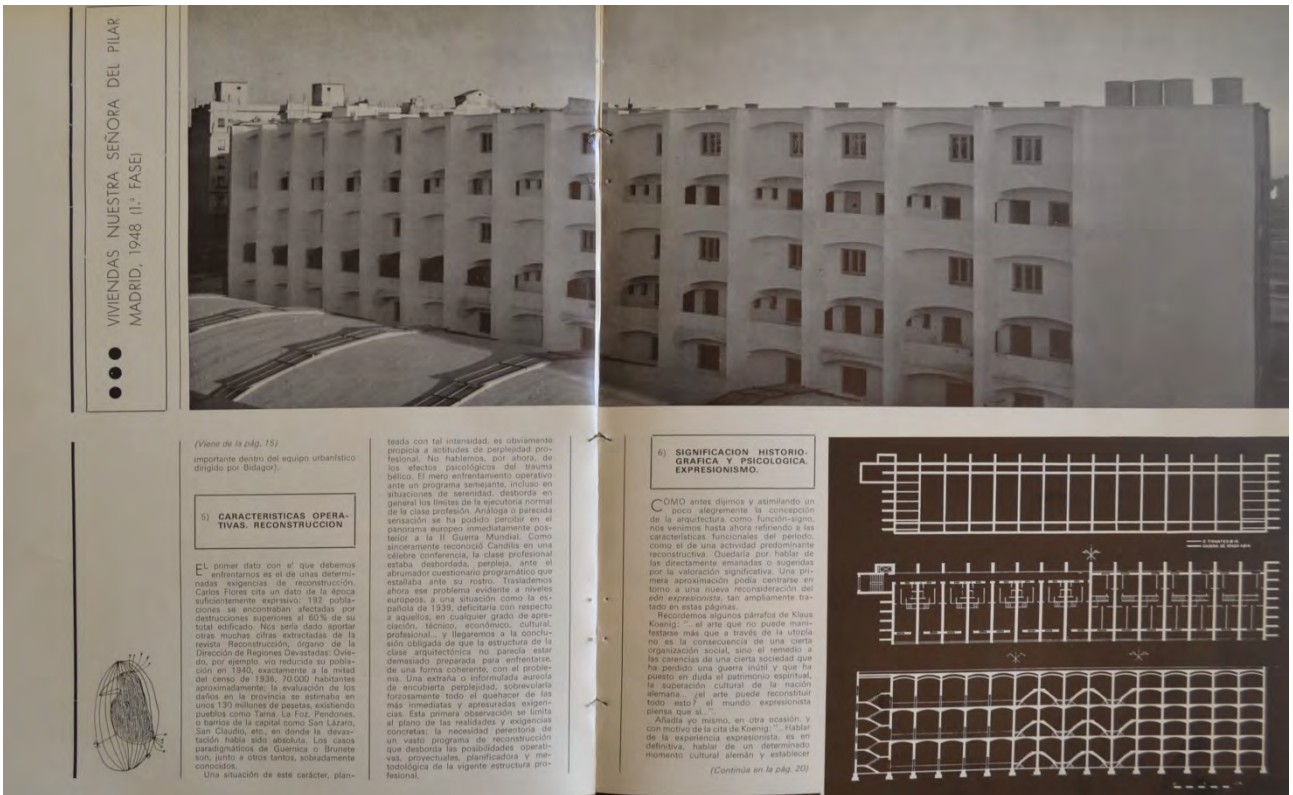 VIVIENDAS NUESTRA SEÑORA DEL PILAR
MADRID, 1948 (1.ª FASE)
(Viene de la pág. 15)
importante dentro del equipo urbanístico
dirigido por Bidagor).
5) CARACTERISTICAS OPERA-
TIVAS. RECONSTRUCCION
EL primer dato con el que debemos
enfrentarnos es el de unas determi-
nadas exigencias de reconstrucción.
Carlos Flores cita un dato de la época
suficientemente expresivo: 192 pobla-
ciones se encontraban afectadas por
destrucciones superiores al 60% de su
total edificado. Nos sería dado aportar
otras muchas cifras extractadas de la
revista Reconstrucción, órgano de la
Dirección de Regiones Devastadas: Ovie-
do, por ejemplo, vio reducida su pobla-
ción en 1940, exactamente a la mitad
del censo de 1936, 70.000 habitantes
aproximadamente; la evaluación de los
daños en la provincia se estimaba en
unos 130 millones de pesetas, existiendo
pueblos como Tarna, La Foz, Pendones,
o barrios de la capital como San Lázaro,
San Claudio, etc., en donde la devas-
tación había sido absoluta. Los casos
paradigmáticos de Guernica o Brunete
son, junto a otros tantos, sobradamente
conocidos.
Una situación de este carácter, plan-
teada con tal intensidad, es obviamente
propicia a actitudes de perplejidad pro-
fesional. No hablemos, por ahora, de
los efectos psicológicos del trauma
bélico. El mero enfrentamiento operativo
ante un programa semejante, incluso en
situaciones de serenidad, desborda en
general los límites de la ejecutoria normal
de la clase profesión. Análoga o parecida
sensación se ha podido percibir en el
panorama europeo inmediatamente pos-
terior a la II Guerra Mundial. Como
sinceramente reconoció Candilis en una
célebre conferencia, la clase profesional
estaba desbordada, perpleja, ante el
abrumador cuestionario programático que
estallaba ante su rostro. Traslademos
ahora ese problema evidente a niveles
europeos, a una situación como la es-
pañola de 1939, deficitaria con respecto
a aquellos, en cualquier grado de apre-
ciación, técnico, económico, cultural,
profesional... y llegaremos a la conclu-
sión obligada de que la estructura de la
clase arquitectónica no parecía estar
demasiado preparada para enfrentarse,
de una forma coherente, con el proble-
ma. Una extraña o informulada aureola
de encubierta perplejidad, sobrevolaría
forzosamente todo el quehacer de las
más inmediatas y apresuradas exigen-
cias. Esta primera observación se limita
al plano de las realidades y exigencias
concretas; la necesidad perentoria de
un vasto programa de reconstrucción
que desborda las posibilidades operati-
vas, proyectuales, planificadora y me-
todológica de la vigente estructura pro-
fesional.
6) SIGNIFICACION HISTORIO-
GRAFICA Y PSICOLOGICA.
EXPRESIONISMO.
COMO antes dijimos y asimilando un
poco alegremente la concepción
de la arquitectura como función-signo,
nos venimos hasta ahora refiriendo a las
características funcionales del período,
como el de una actividad predominante
reconstructiva. Quedaría por hablar de
las directamente emanadas o sugeridas
por la valoración significativa. Una pri-
mera aproximación podía centrarse en
torno a una nueva reconsideración del
eón expresionista, tan ampliamente tra-
tado en estas páginas.
Recordemos algunos párrafos de Klaus
Koenig: "...el arte que no puede mani-
festarse más que a través de la utopía
no es la consecuencia de una cierta
organización social, sino el remedio a
las carencias de una cierta sociedad que
ha perdido una guerra inútil y que ha
puesto en duda el patrimonio espiritual,
la superación cultural de la nación
alemana... ¿el arte puede reconstituir
todo esto? el mundo expresionista
piensa que sí...".
Añadía yo mismo, en otra ocasión, y
con motivo de la cita de Koenig: "...Hablar
de la experiencia expresionista, es en
definitiva, hablar de un determinado
momento cultural alemán y establecer
(Continúa en la pág. 20)